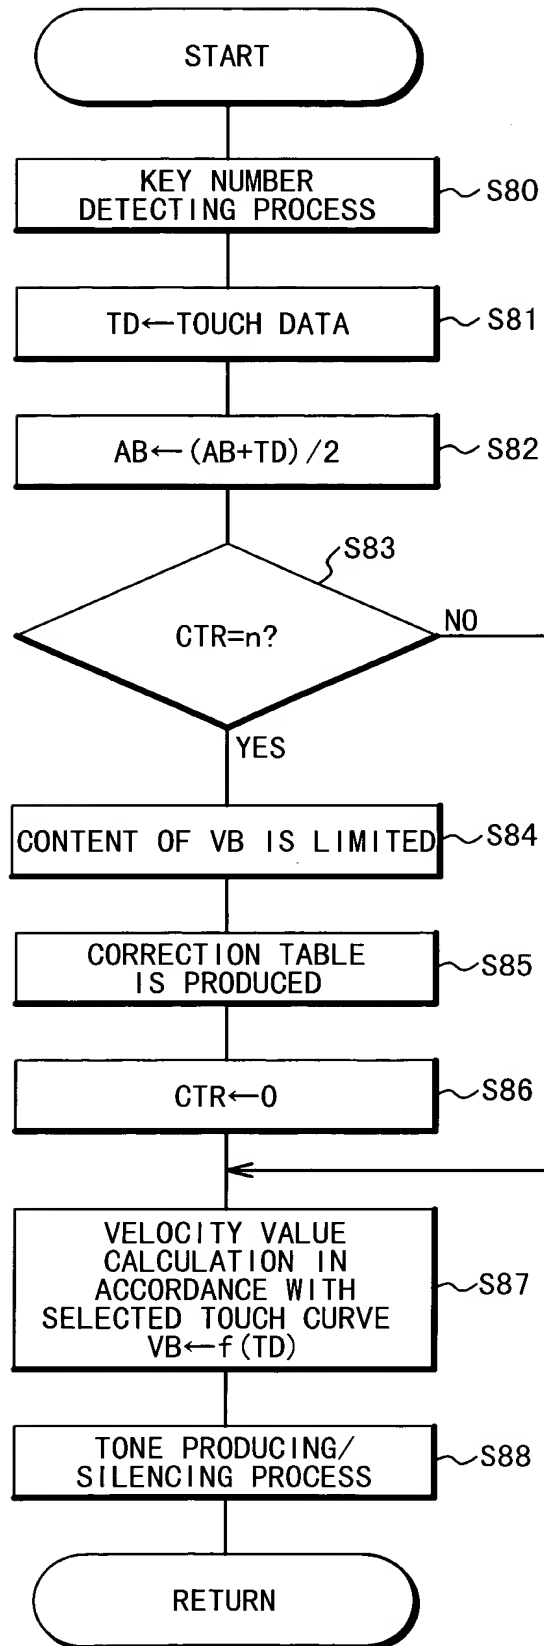 START
KEY NUMBER
DETECTING PROCESS
S80
TD←TOUCH DATA
S81
AB←(AB+TD)/2
S82
S83
CTR=n?
NO
YES
CONTENT OF VB IS LIMITED
S84
CORRECTION TABLE
IS PRODUCED
S85
CTR←0
S86
VELOCITY VALUE
CALCULATION IN
ACCORDANCE WITH
SELECTED TOUCH CURVE
VB←f(TD)
S87
TONE PRODUCING/
SILENCING PROCESS
S88
RETURN